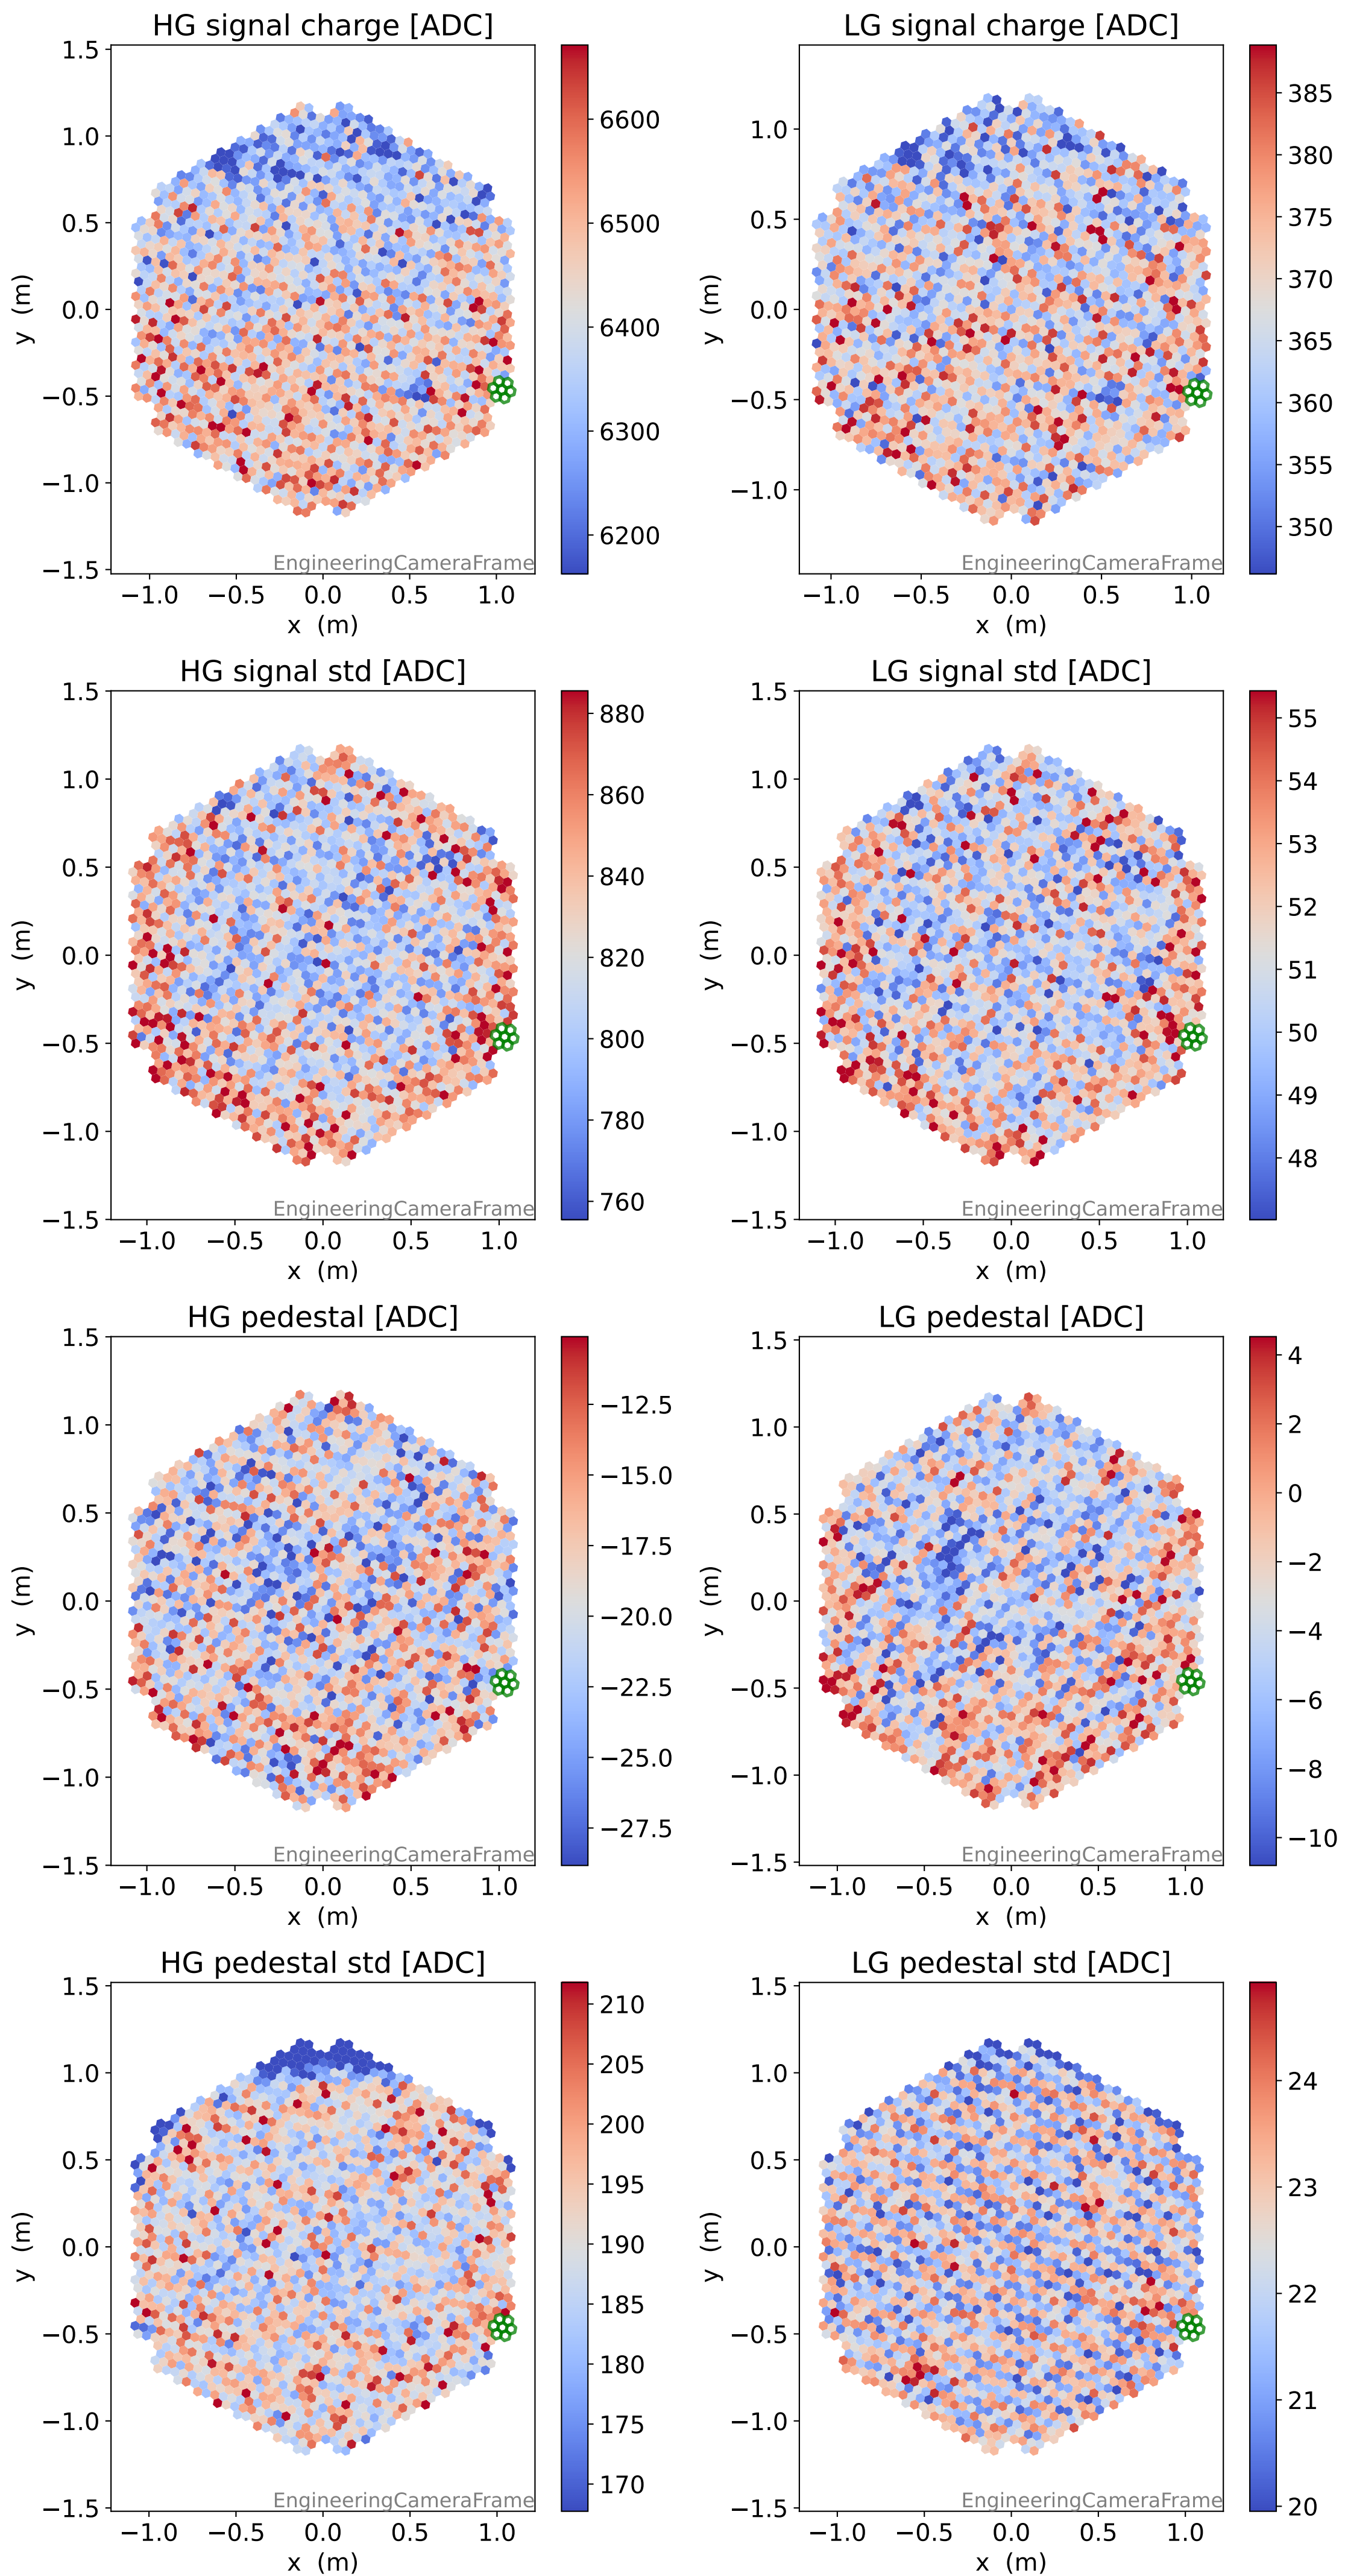 HG signal charge [ADC]
1.5
1.0
0.5
0.0
−0.5
−1.0
−1.5
y (m)
−1.0 −0.5 0.0 0.5 1.0
x (m)
EngineeringCameraFrame
6600
6500
6400
6300
6200
LG signal charge [ADC]
1.0
0.5
0.0
−0.5
−1.0
y (m)
−1.0 −0.5 0.0 0.5 1.0
x (m)
EngineeringCameraFrame
385
380
375
370
365
360
355
350
HG signal std [ADC]
1.5
1.0
0.5
0.0
−0.5
−1.0
−1.5
y (m)
−1.0 −0.5 0.0 0.5 1.0
x (m)
EngineeringCameraFrame
880
860
840
820
800
780
760
LG signal std [ADC]
1.5
1.0
0.5
0.0
−0.5
−1.0
−1.5
y (m)
−1.0 −0.5 0.0 0.5 1.0
x (m)
EngineeringCameraFrame
55
54
53
52
51
50
49
48
HG pedestal [ADC]
1.5
1.0
0.5
0.0
−0.5
−1.0
−1.5
y (m)
−1.0 −0.5 0.0 0.5 1.0
x (m)
EngineeringCameraFrame
−12.5
−15.0
−17.5
−20.0
−22.5
−25.0
−27.5
LG pedestal [ADC]
1.5
1.0
0.5
0.0
−0.5
−1.0
−1.5
y (m)
−1.0 −0.5 0.0 0.5 1.0
x (m)
EngineeringCameraFrame
4
2
0
−2
−4
−6
−8
−10
HG pedestal std [ADC]
1.5
1.0
0.5
0.0
−0.5
−1.0
−1.5
y (m)
−1.0 −0.5 0.0 0.5 1.0
x (m)
EngineeringCameraFrame
210
205
200
195
190
185
180
175
170
LG pedestal std [ADC]
1.5
1.0
0.5
0.0
−0.5
−1.0
−1.5
y (m)
−1.0 −0.5 0.0 0.5 1.0
x (m)
EngineeringCameraFrame
24
23
22
21
20